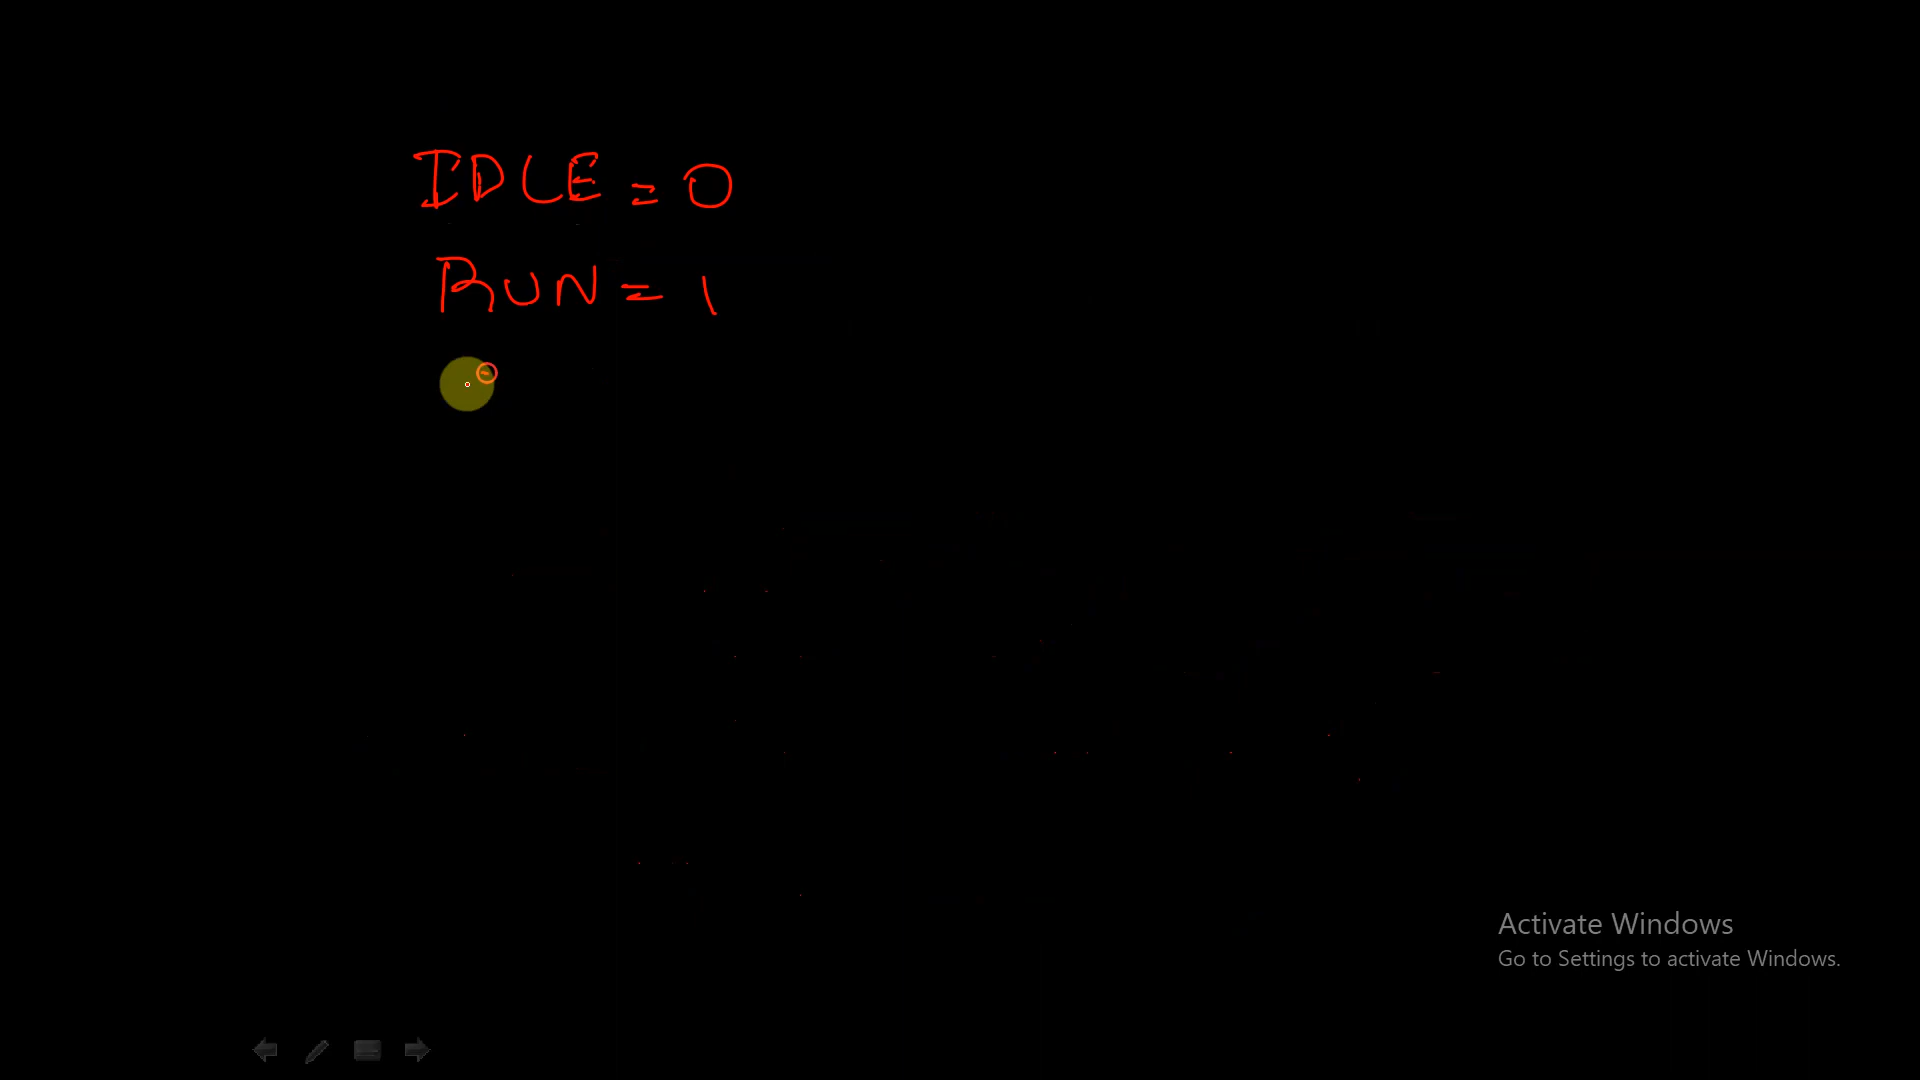 IDLE = 0
RUN = 1
Activate Windows
Go to Settings to activate Windows.